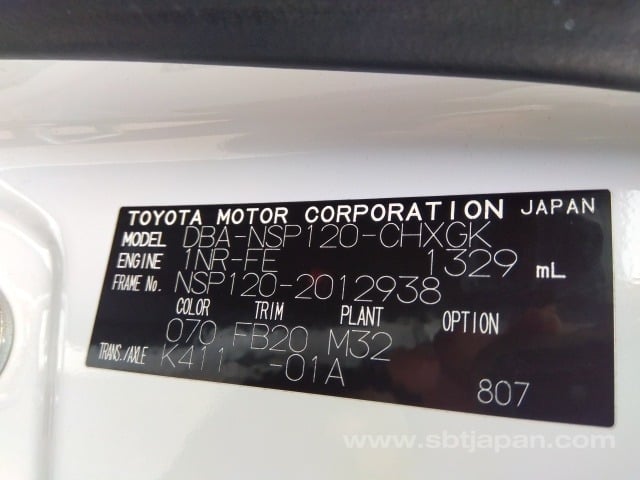 TOYOTA MOTOR CORPORATION JAPAN
MODEL DBA-NSP120-CHXGK
ENGINE 1NR-FE 1329 mL
FRAME No. NSP120-2012938
COLOR TRIM PLANT OPTION
070 FB20 M32
TRANS./AXLE K411 -01A
807
www.sbtjapan.com